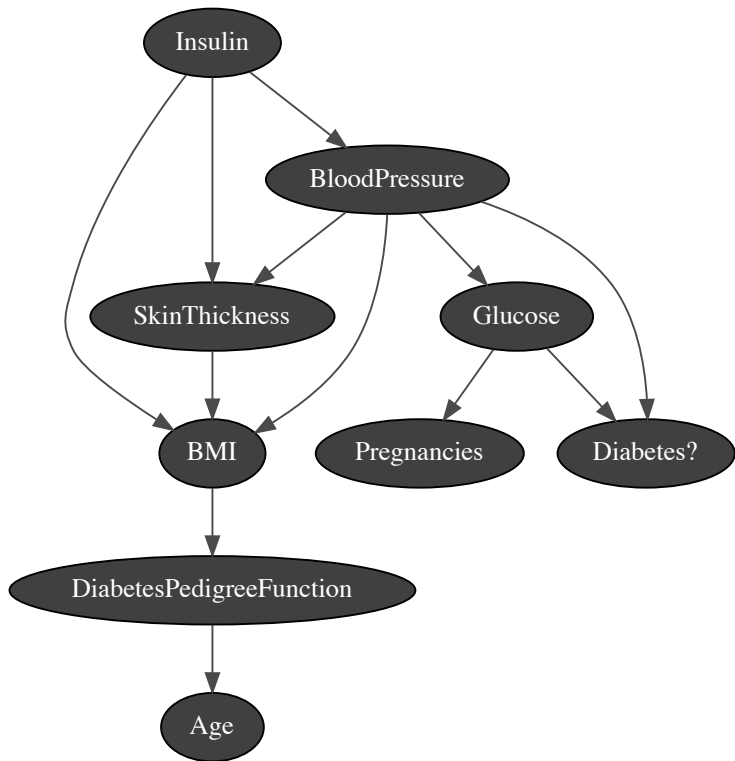 Insulin
BloodPressure
SkinThickness
Glucose
BMI
Pregnancies
Diabetes?
DiabetesPedigreeFunction
Age